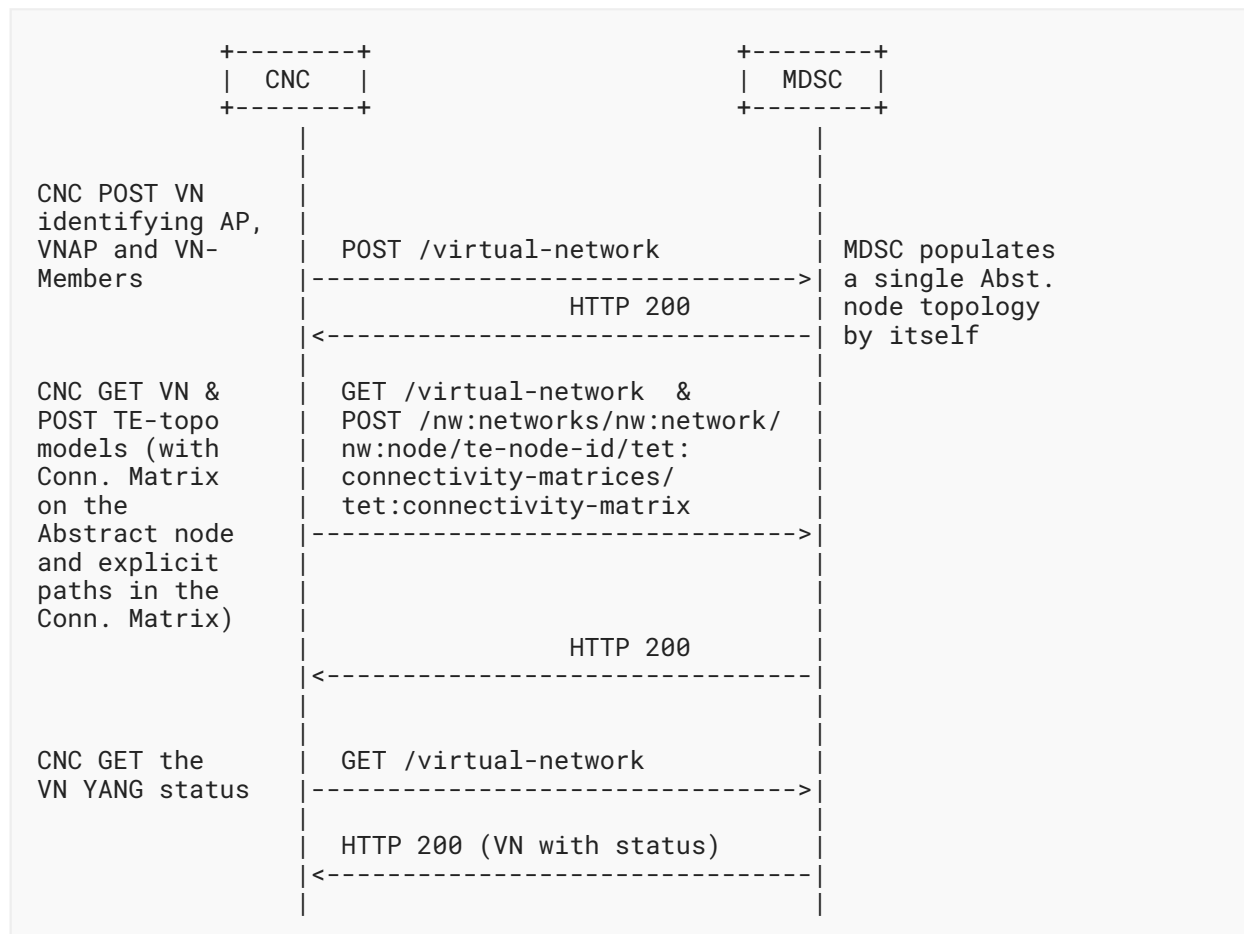 +--------+ +--------+
| CNC | | MDSC |
+--------+ +--------+
| |
| |
CNC POST VN | |
identifying AP, | |
VNAP and VN- | POST /virtual-network | MDSC populates
Members |-------------------------------->| a single Abst.
| HTTP 200 | node topology
|<--------------------------------| by itself
| |
CNC GET VN & | GET /virtual-network & |
POST TE-topo | POST /nw:networks/nw:network/ |
models (with | nw:node/te-node-id/tet: |
Conn. Matrix | connectivity-matrices/ |
on the | tet:connectivity-matrix |
Abstract node |-------------------------------->|
and explicit | |
paths in the | |
Conn. Matrix) | |
| HTTP 200 |
|<--------------------------------|
| |
| |
CNC GET the | GET /virtual-network |
VN YANG status |-------------------------------->|
| |
| HTTP 200 (VN with status) |
|<--------------------------------|
| |